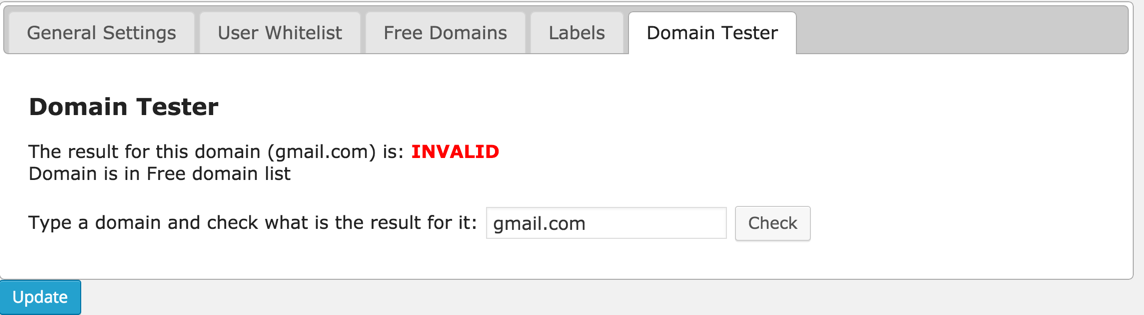 General Settings
User Whitelist
Free Domains
Labels
Domain Tester
Domain Tester
The result for this domain (gmail.com) is: INVALID
Domain is in Free domain list
Type a domain and check what is the result for it: gmail.com Check
Update